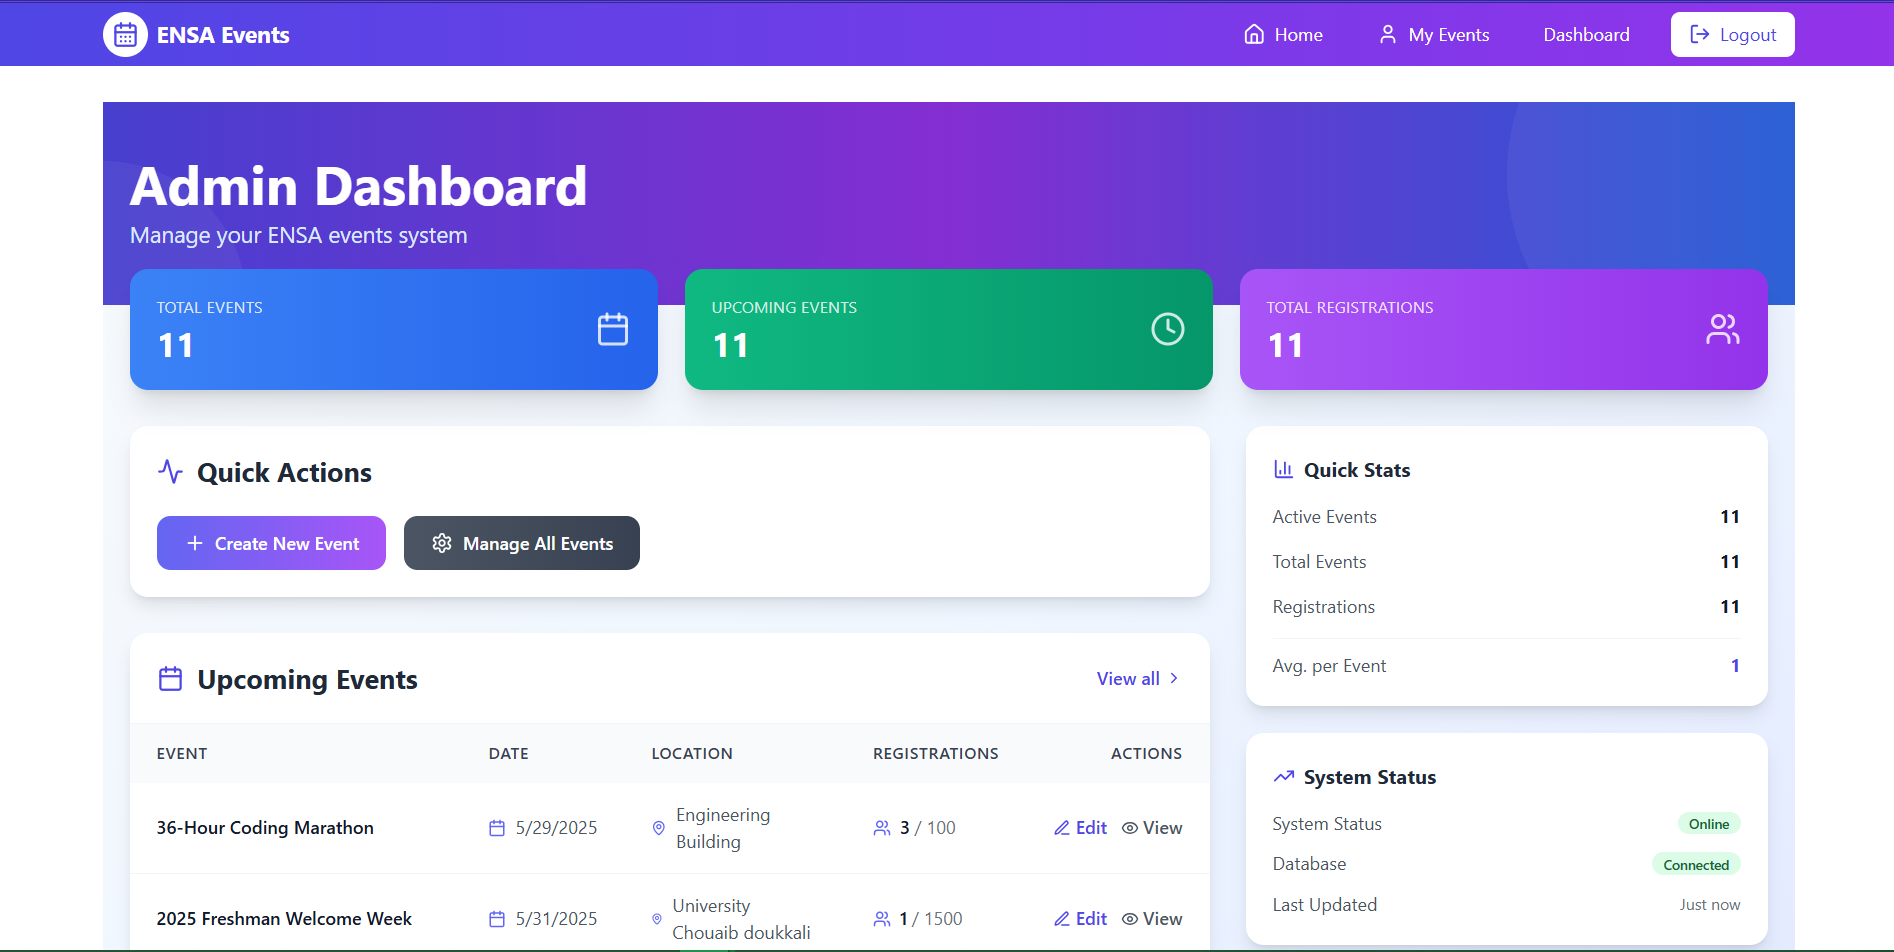 ENSA Events
Home
My Events
Dashboard
Logout
Admin Dashboard
Manage your ENSA events system
TOTAL EVENTS
11
UPCOMING EVENTS
11
TOTAL REGISTRATIONS
11
Quick Actions
Create New Event
Manage All Events
Upcoming Events
View all
EVENT DATE LOCATION REGISTRATIONS ACTIONS
36-Hour Coding Marathon
5/29/2025
Engineering
Building
3 / 100
Edit
View
2025 Freshman Welcome Week
5/31/2025
University
Chouaib doukkali
1 / 1500
Edit
View
Quick Stats
Active Events 11
Total Events 11
Registrations 11
Avg. per Event 1
System Status
System Status Online
Database Connected
Last Updated Just now